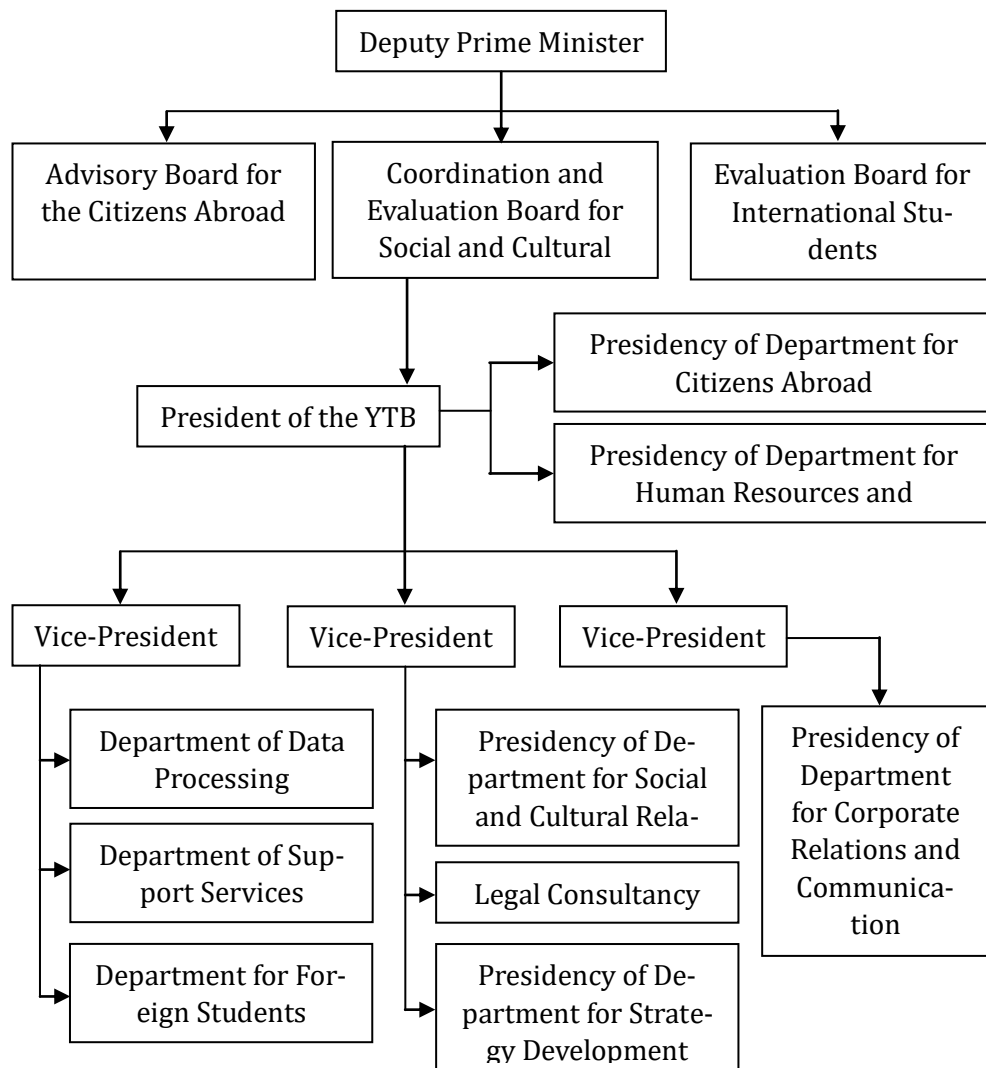 Deputy Prime Minister
Advisory Board for
the Citizens Abroad
Coordination and
Evaluation Board for
Social and Cultural
Evaluation Board for
International Stu-
dents
Presidency of Department for
Citizens Abroad
President of the YTB
Presidency of Department for
Human Resources and
Vice-President
Vice-President
Vice-President
Department of Data
Processing
Department of Sup-
port Services
Department for For-
eign Students
Presidency of De-
partment for Social
and Cultural Rela-
Legal Consultancy
Presidency of De-
partment for Strate-
gy Development
Presidency of
Department
for Corporate
Relations and
Communica-
tion